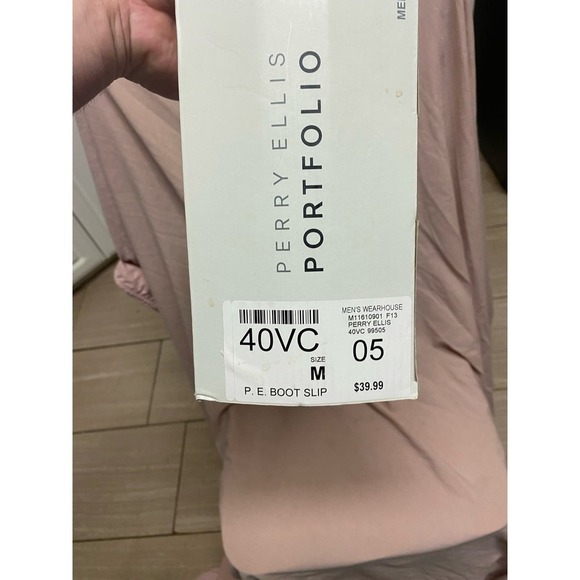 ME
PERRY ELLIS
PORTFOLIO
40VC
SIZE
M
P. E. BOOT SLIP
MEN'S WEARHOUSE
M11610901 F13
PERRY ELLIS
40VC 99505
05
$39.99